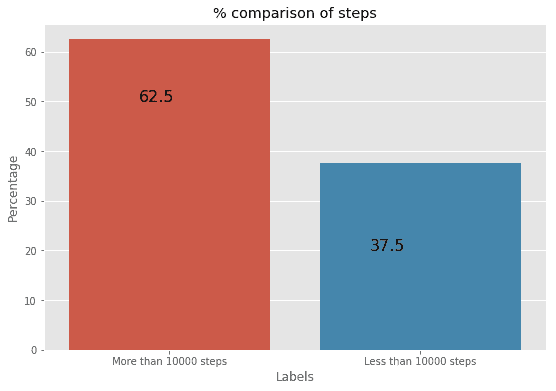 % comparison of steps
60
50
40
30
20
10
0
Percentage
62.5
37.5
More than 10000 steps
Less than 10000 steps
Labels